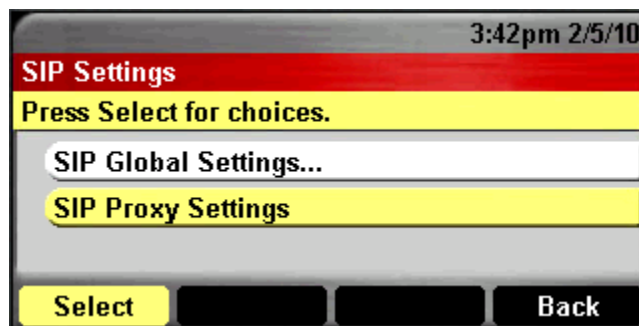 3:42pm 2/5/10
SIP Settings
Press Select for choices.
SIP Global Settings...
SIP Proxy Settings
Select
Back